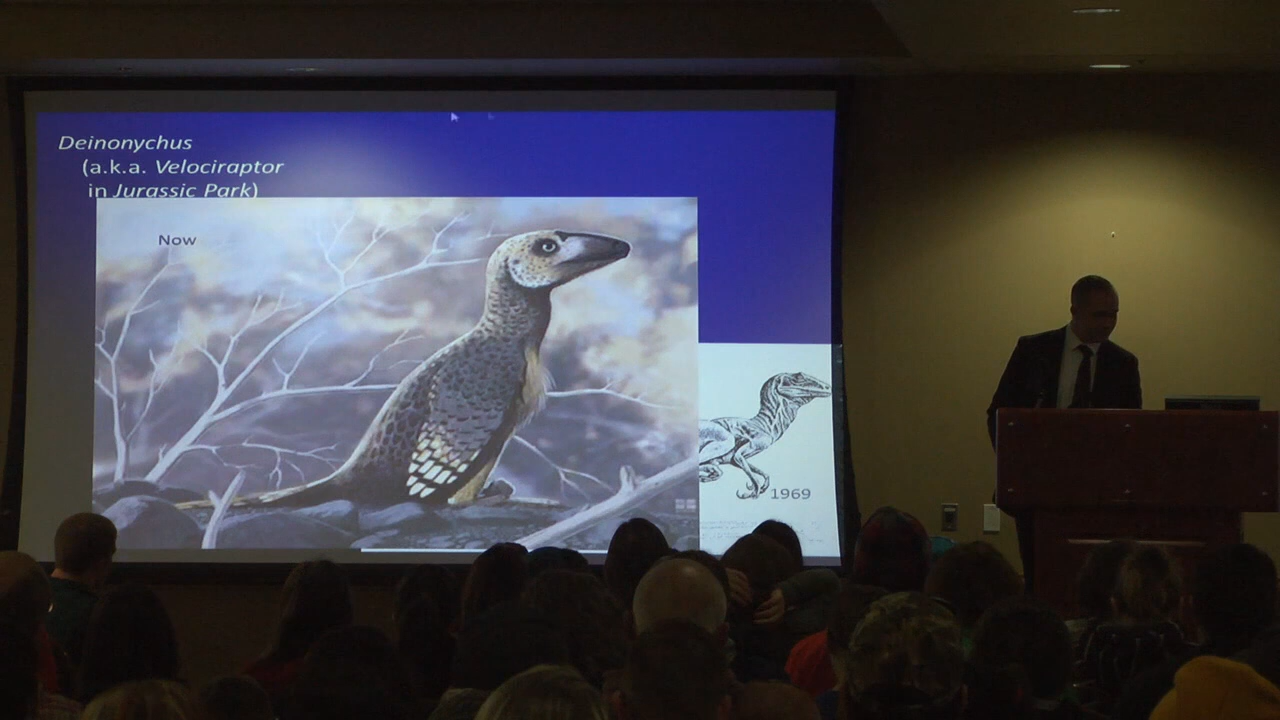 Deinonychus
(a.k.a. Velociraptor
in Jurassic Park)
Now
1969